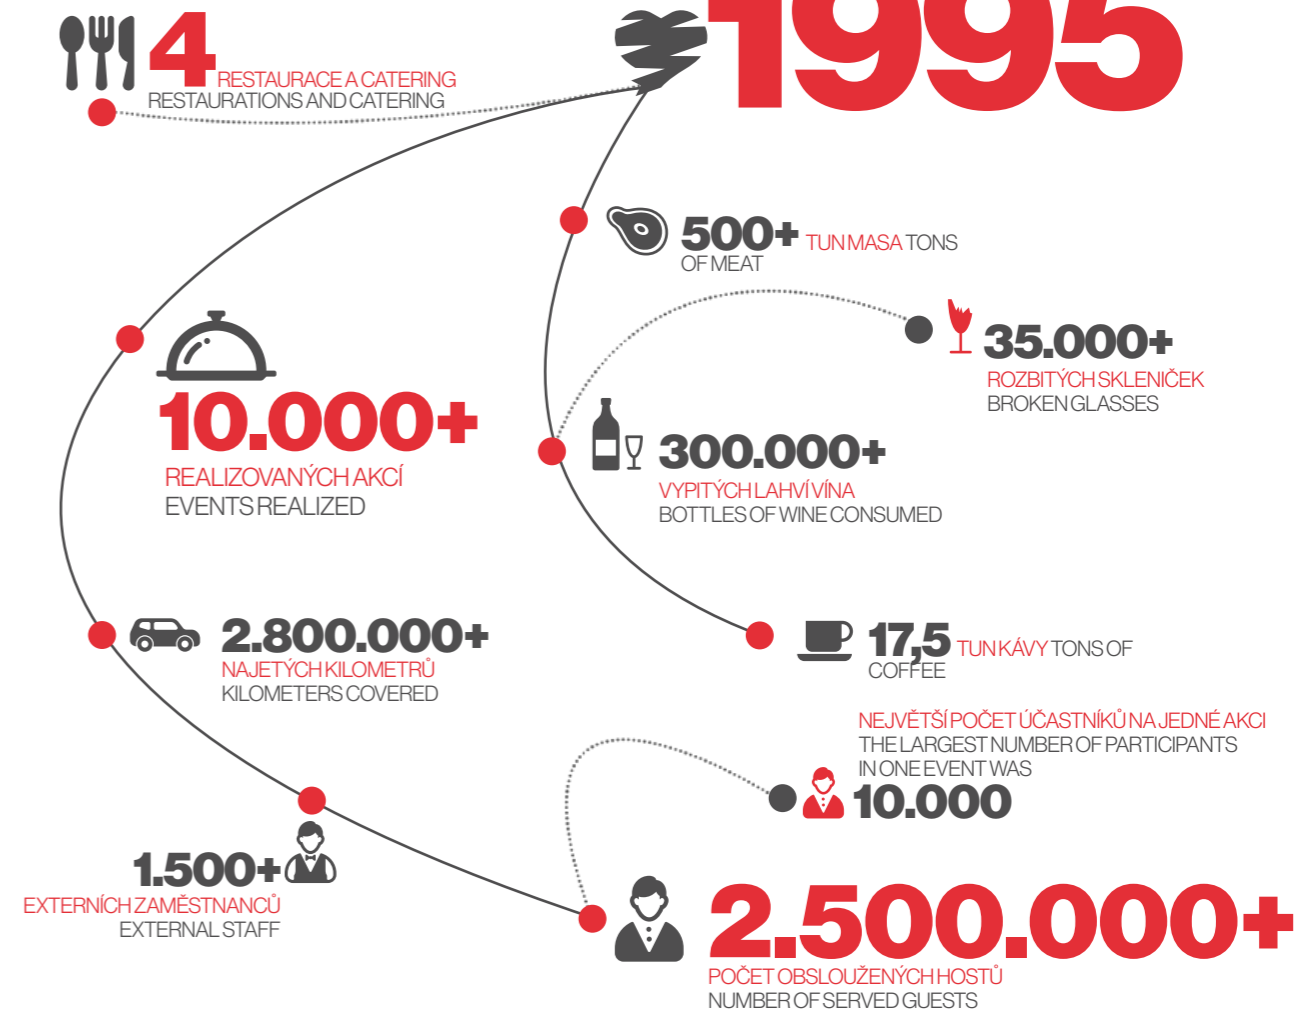 1995
4 RESTAURACE A CATERING
RESTAURATIONS AND CATERING
500+ TUN MASA TONS
OF MEAT
35.000+
ROZBITÝCH SKLENIČEK
BROKEN GLASSES
10.000+
REALIZOVANÝCH AKCÍ
EVENTS REALIZED
300.000+
VYPITÝCH LAHVÍ VÍNA
BOTTLES OF WINE CONSUMED
2.800.000+
NAJETÝCH KILOMETRŮ
KILOMETERS COVERED
17,5 TUN KÁVY TONS OF
COFFEE
NEJVĚTŠÍ POČET ÚČASTNÍKŮ NA JEDNÉ AKCI
THE LARGEST NUMBER OF PARTICIPANTS
IN ONE EVENT WAS
10.000
1.500+
EXTERNÍCH ZAMĚSTNANCŮ
EXTERNAL STAFF
2.500.000+
POČET OBSLOUŽENÝCH HOSTŮ
NUMBER OF SERVED GUESTS